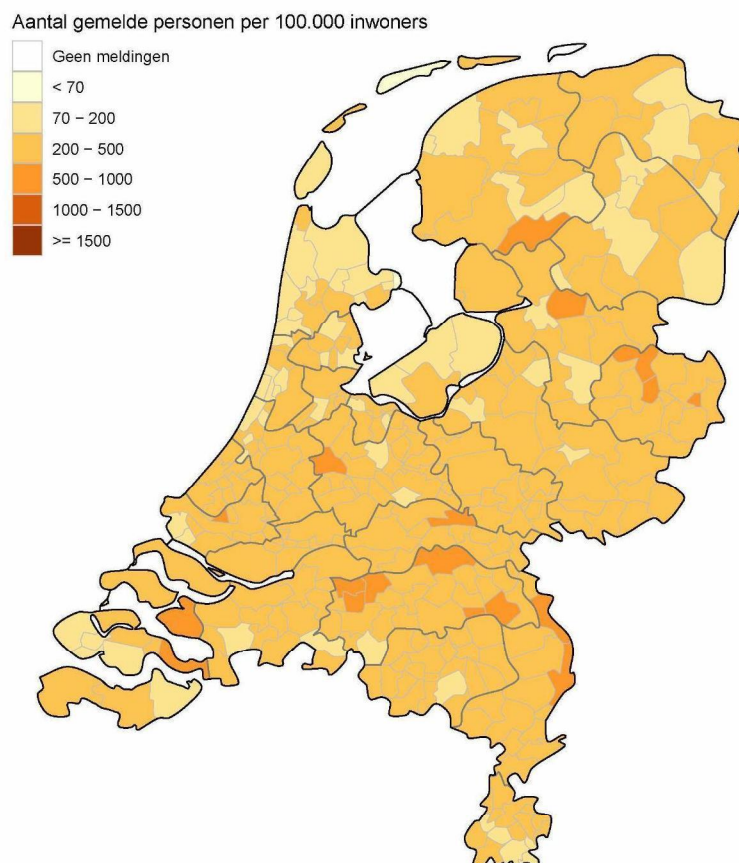 Aantal gemelde personen per 100.000 inwoners
Geen meldingen
< 70
70 − 200
200 − 500
500 − 1000
1000 − 1500
>= 1500